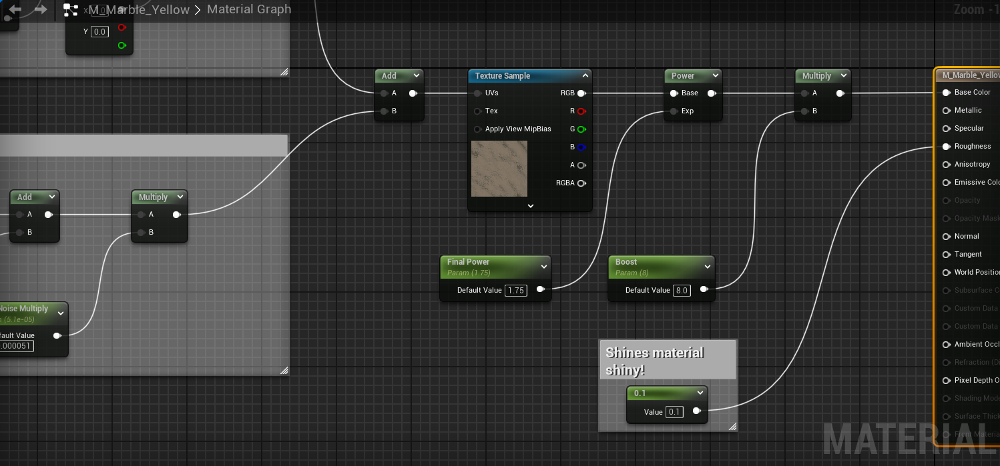 M_Marble_Yellow > Material Graph
Zoom -1
X 0.0
Y 0.0
Add
A
B
Texture Sample
UVs
RGB
Tex
R
Apply View MipBias
G
B
A
RGBA
Power
Base
Exp
Multiply
A
B
M_Marble_Yellow
Base Color
Metallic
Specular
Roughness
Anisotropy
Emissive Colo
Opacity
Opacity Mask
Normal
Tangent
World Position
Subsurface C
Custom Data
Custom Data
Ambient Occl
Refraction (Di
Pixel Depth O
Shading Mode
Surface Thick
Front Materia
Add
A
B
Multiply
A
B
Noise Multiply
(5.1e-05)
fault Value
.000051
Final Power
Param (1.75)
Default Value 1.75
Boost
Param (8)
Default Value 8.0
Shines material
shiny!
0.1
Value 0.1
MATERIAL